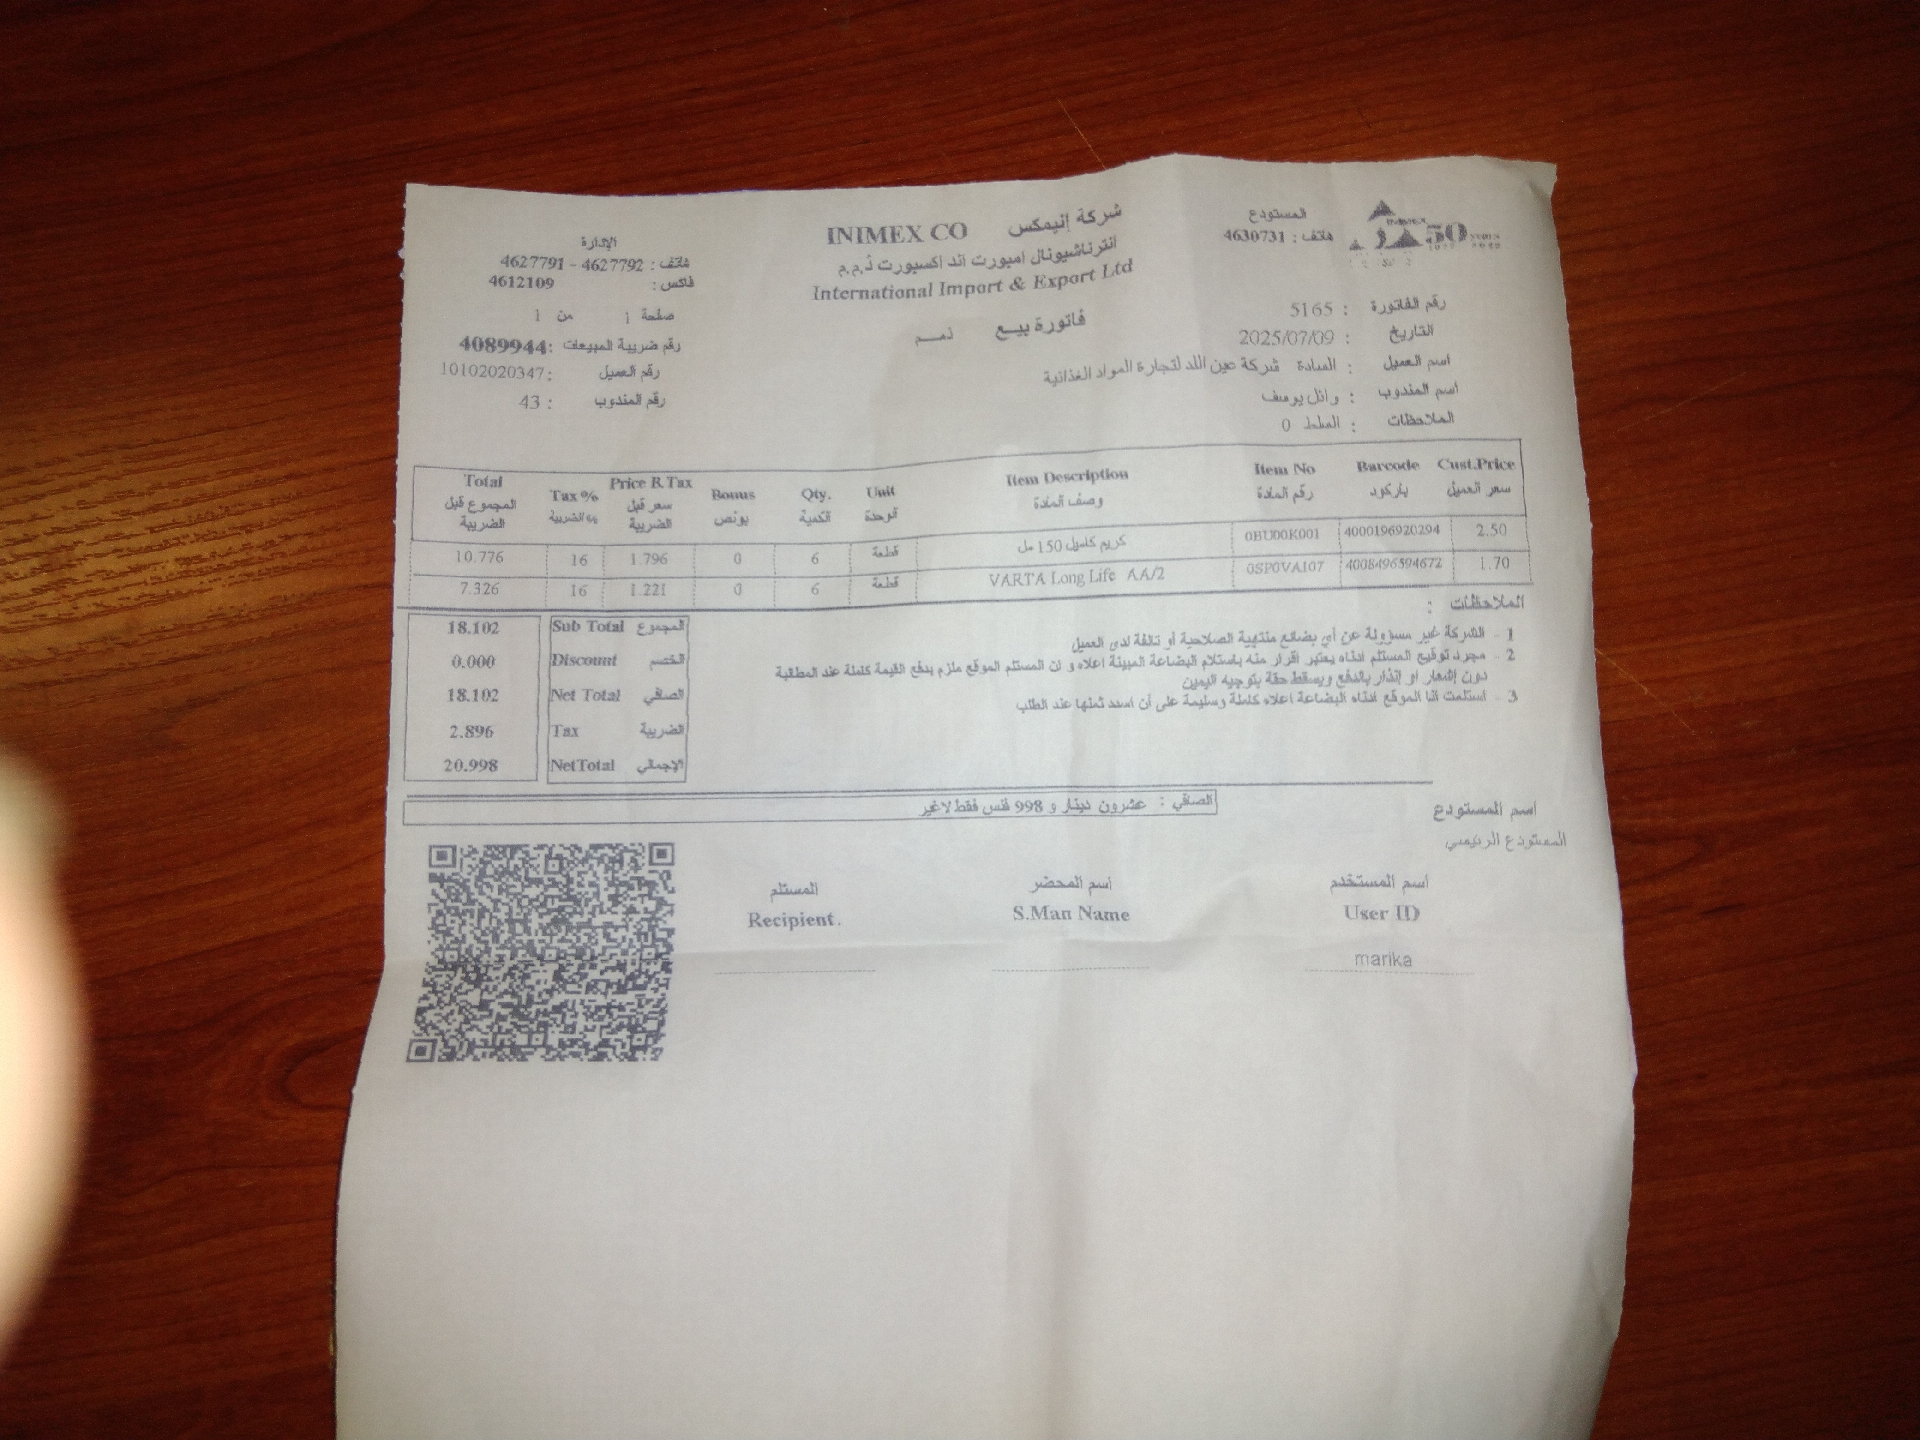 INIMEX CO شركة إنيمكس
انترناشيونال امبورت اند اكسبورت ذ.م.م
International Import & Export Ltd
فاتورة بيع ذمم
المستودع
هاتف : 4630731
50 years
الإدارة
هاتف : 4627792 - 4627791
فاكس : 4612109
صفحة 1 من 1
رقم ضريبة المبيعات : 4089944
رقم العميل : 10102020347
رقم المندوب : 43
رقم الفاتورة : 5165
التاريخ : 2025/07/09
اسم العميل : السادة شركة عين اللد لتجارة المواد الغذائية
اسم المندوب : وائل يوسف
الملاحظات : 0
Total Tax % Price B.Tax Bonus Qty. Unit Item Description Item No Barcode Cust.Price
المجموع قبل الضريبة الضريبة% سعر قبل الضريبة بونص الكمية الوحدة وصف المادة رقم المادة باركود سعر العميل
10.776 16 1.796 0 6 قطعة كريم كاميل 150 مل 0BU00K001 4000196920294 2.50
7.326 16 1.221 0 6 قطعة VARTA Long Life AA/2 0SP0VA107 4008496594672 1.70
18.102 Sub Total المجموع
0.000 Discount الخصم
18.102 Net Total الصافي
2.896 Tax الضريبة
20.998 NetTotal الإجمالي
الملاحظات :
1 - الشركة غير مسؤولة عن أي بضائع منتهية الصلاحية أو تالفة لدى العميل
2 - مجرد توقيع المستلم ادناه يعتبر اقرار منه باستلام البضاعة المبينة اعلاه و ان المستلم الموقع ملزم بدفع القيمة كاملة عند المطالبة
دون إشعار او إنذار بالدفع ويسقط حقة بتوجيه اليمين
3 - استلمت انا الموقع ادناه البضاعة اعلاه كاملة وسليمة على أن اسدد ثمنها عند الطلب
الصافي : عشرون دينار و 998 فلس فقط لاغير
اسم المستودع
المستودع الرئيسي
المستلم اسم المحضر اسم المستخدم
Recipient. S.Man Name User ID
marika